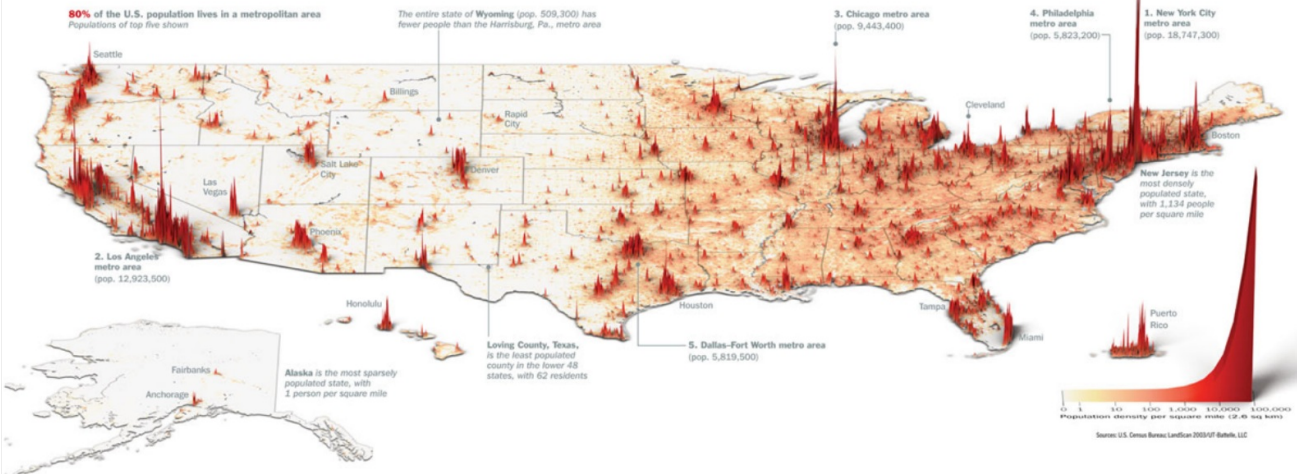 80% of the U.S. population lives in a metropolitan area
Populations of top five shown
The entire state of Wyoming (pop. 509,300) has
fewer people than the Harrisburg, Pa., metro area
3. Chicago metro area
(pop. 9,443,400)
4. Philadelphia
metro area
(pop. 5,823,200)
1. New York City
metro area
(pop. 18,747,300)
Seattle
Billings
Rapid
City
Cleveland
Boston
Salt Lake
City
Denver
Las
Vegas
Phoenix
New Jersey is the
most densely
populated state,
with 1,134 people
per square mile
2. Los Angeles
metro area
(pop. 12,923,500)
Honolulu
Houston
Tampa
Miami
Puerto
Rico
Loving County, Texas,
is the least populated
county in the lower 48
states, with 62 residents
5. Dallas–Fort Worth metro area
(pop. 5,819,500)
Fairbanks
Anchorage
Alaska is the most sparsely
populated state, with
1 person per square mile
0 1 10 100 1,000 10,000 100,000
Population density per square mile (2.6 sq km)
Sources: U.S. Census Bureau; LandScan 2003/UT-Battelle, LLC